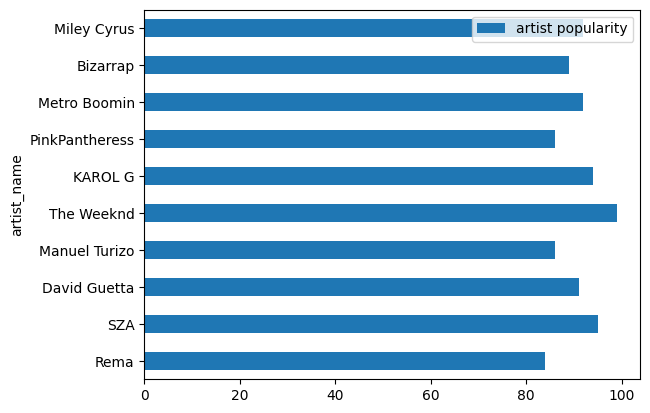 artist popularity
Miley Cyrus
Bizarrap
Metro Boomin
PinkPantheress
KAROL G
The Weeknd
Manuel Turizo
David Guetta
SZA
Rema
artist_name
0 20 40 60 80 100